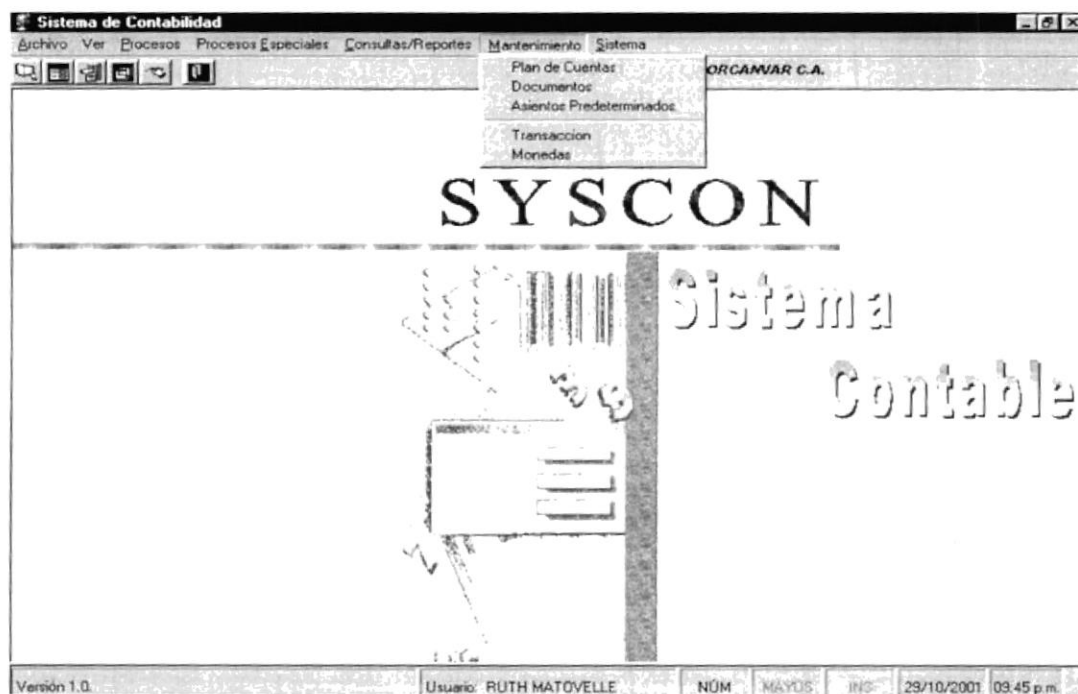 Sistema de Contabilidad
Archivo Ver Procesos Procesos Especiales Consultas/Reportes Mantenimiento Sistema
ORCANVAR C.A.
Plan de Cuentas
Documentos
Asientos Predeterminados
Transaccion
Monedas
SYSCON
Sistema
Contable
Versión 1.0. Usuario: RUTH MATOVELLE NÚM MAYÚS INS 29/10/2001 03:45 p.m.